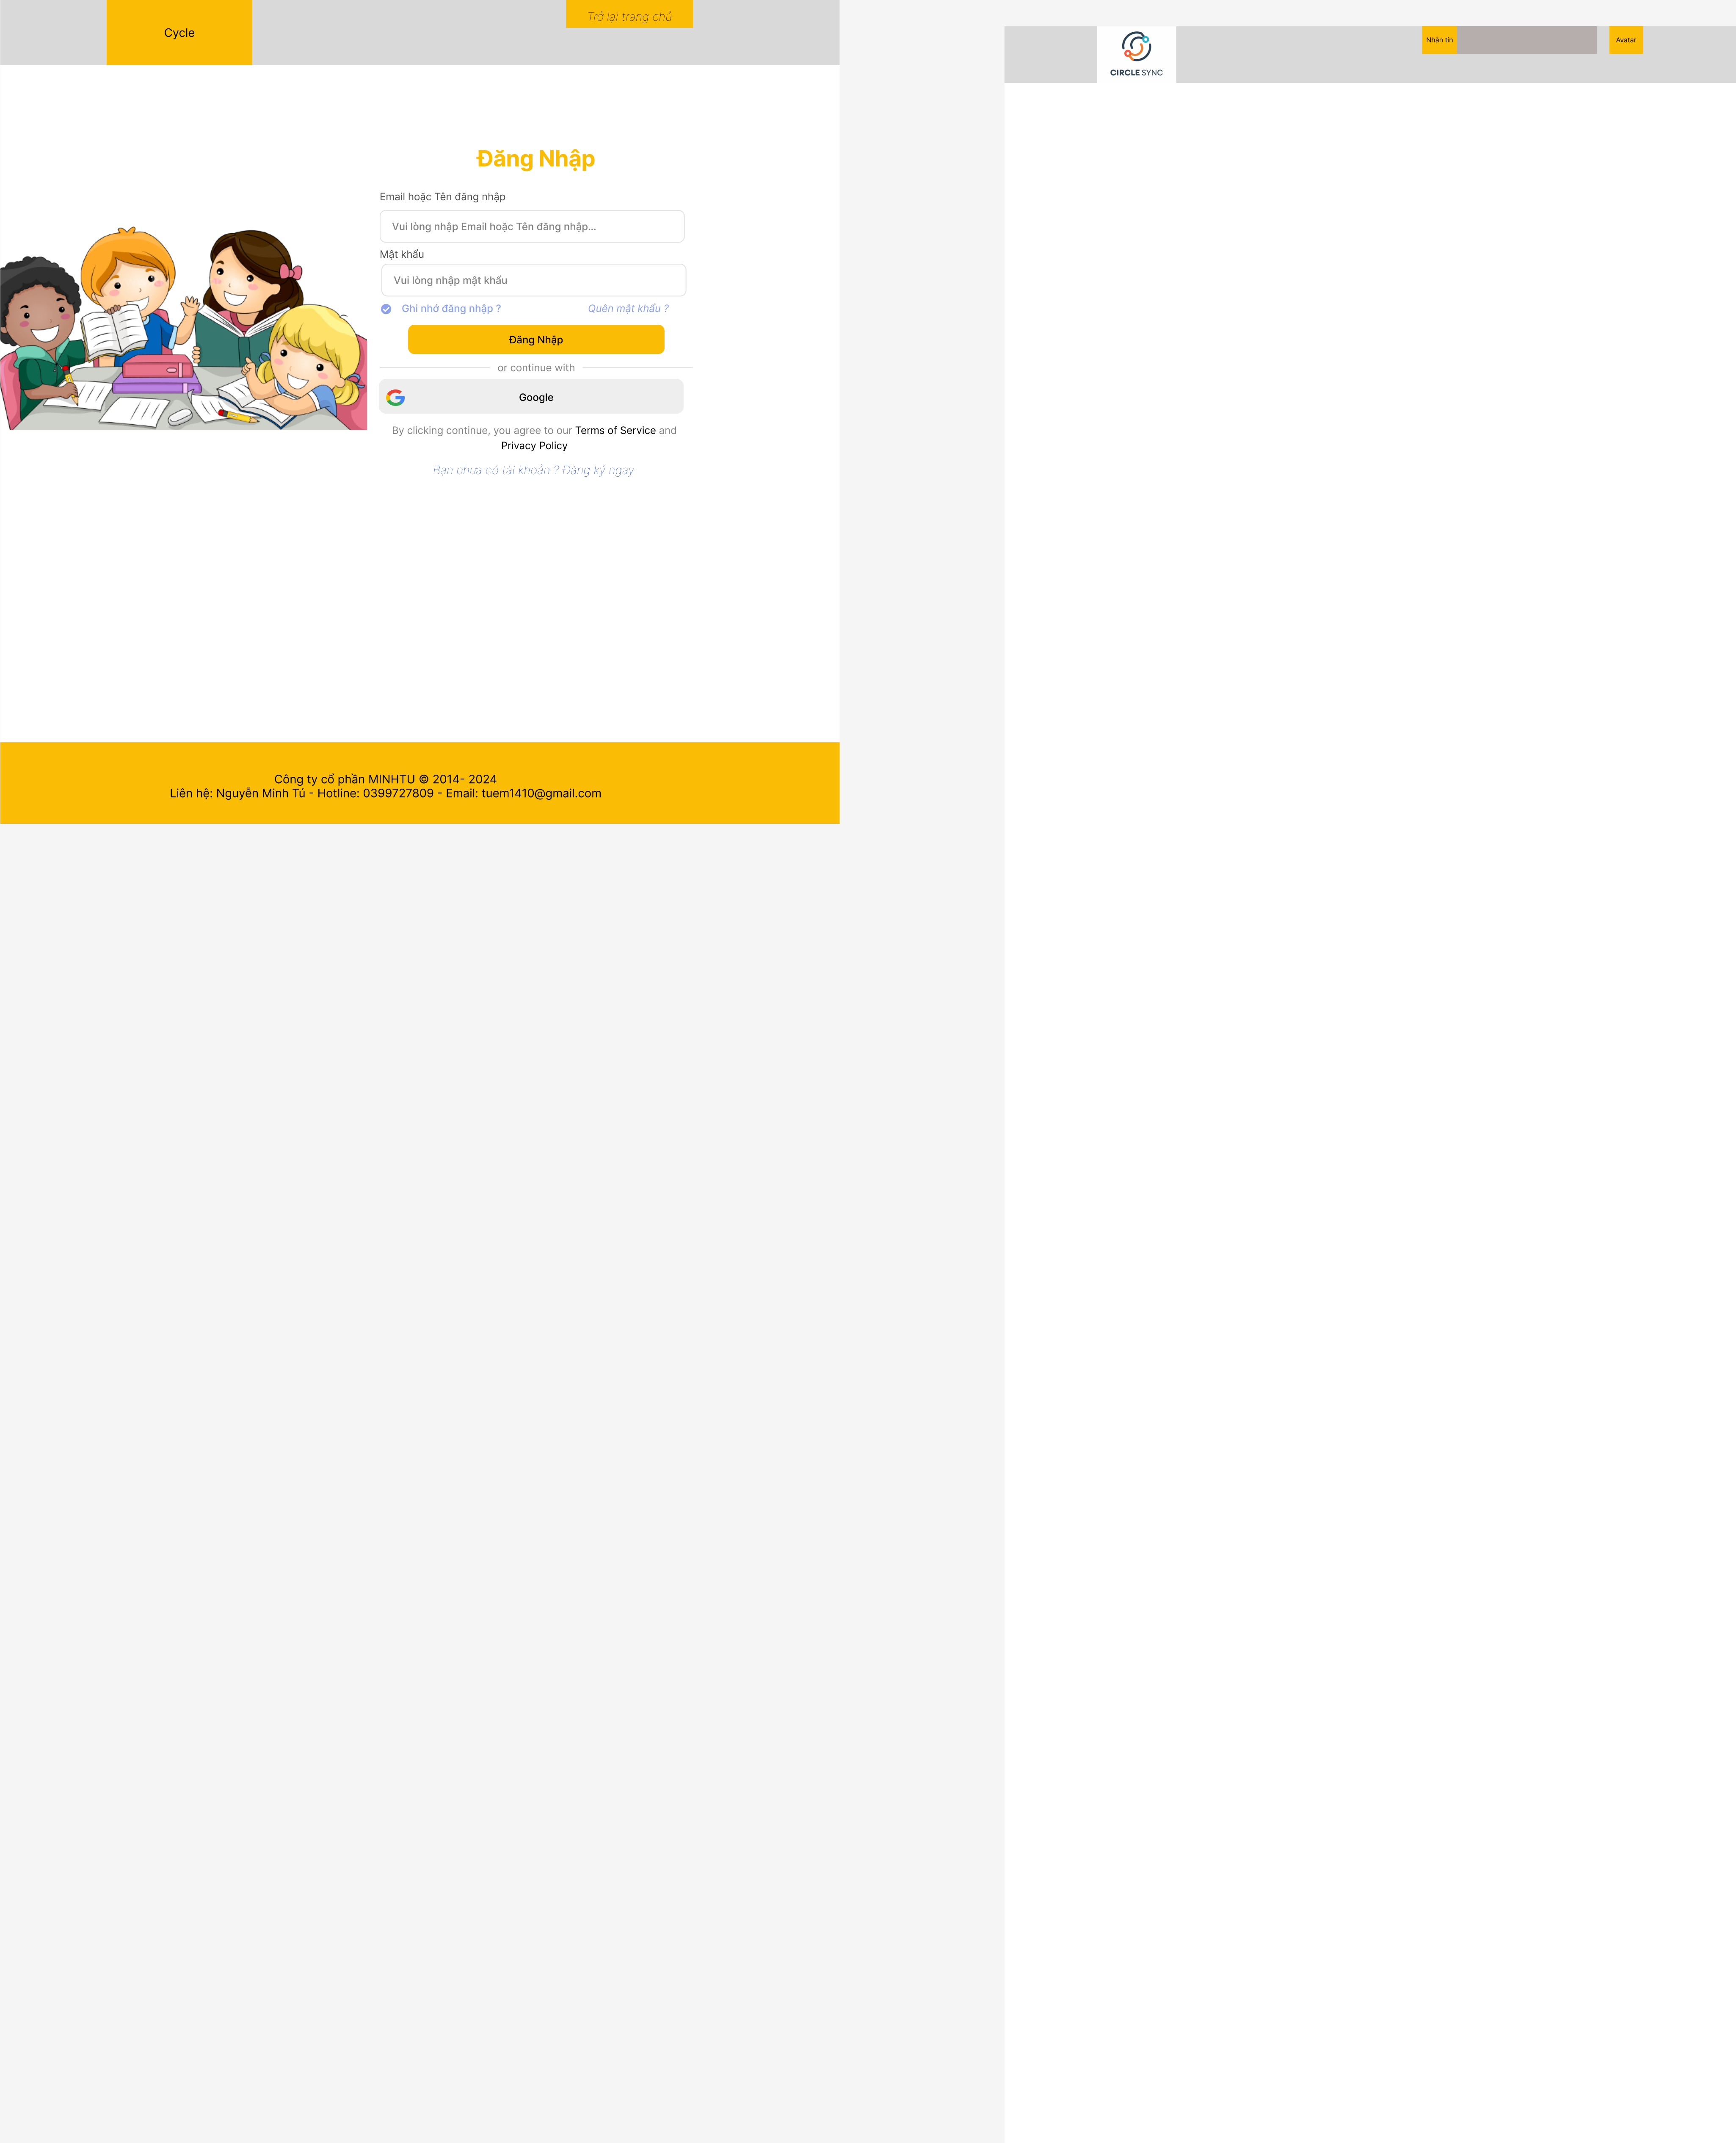 Cycle
Trở lại trang chủ
Đăng Nhập
Email hoặc Tên đăng nhập
Vui lòng nhập Email hoặc Tên đăng nhập...
Mật khẩu
Vui lòng nhập mật khẩu
Ghi nhớ đăng nhập ?
Quên mật khẩu ?
Đăng Nhập
or continue with
Google
By clicking continue, you agree to our Terms of Service and
Privacy Policy
Bạn chưa có tài khoản ? Đăng ký ngay
Công ty cổ phần MINHTU © 2014- 2024
Liên hệ: Nguyễn Minh Tú - Hotline: 0399727809 - Email: tuem1410@gmail.com
CIRCLE SYNC
Nhắn tin
Avatar